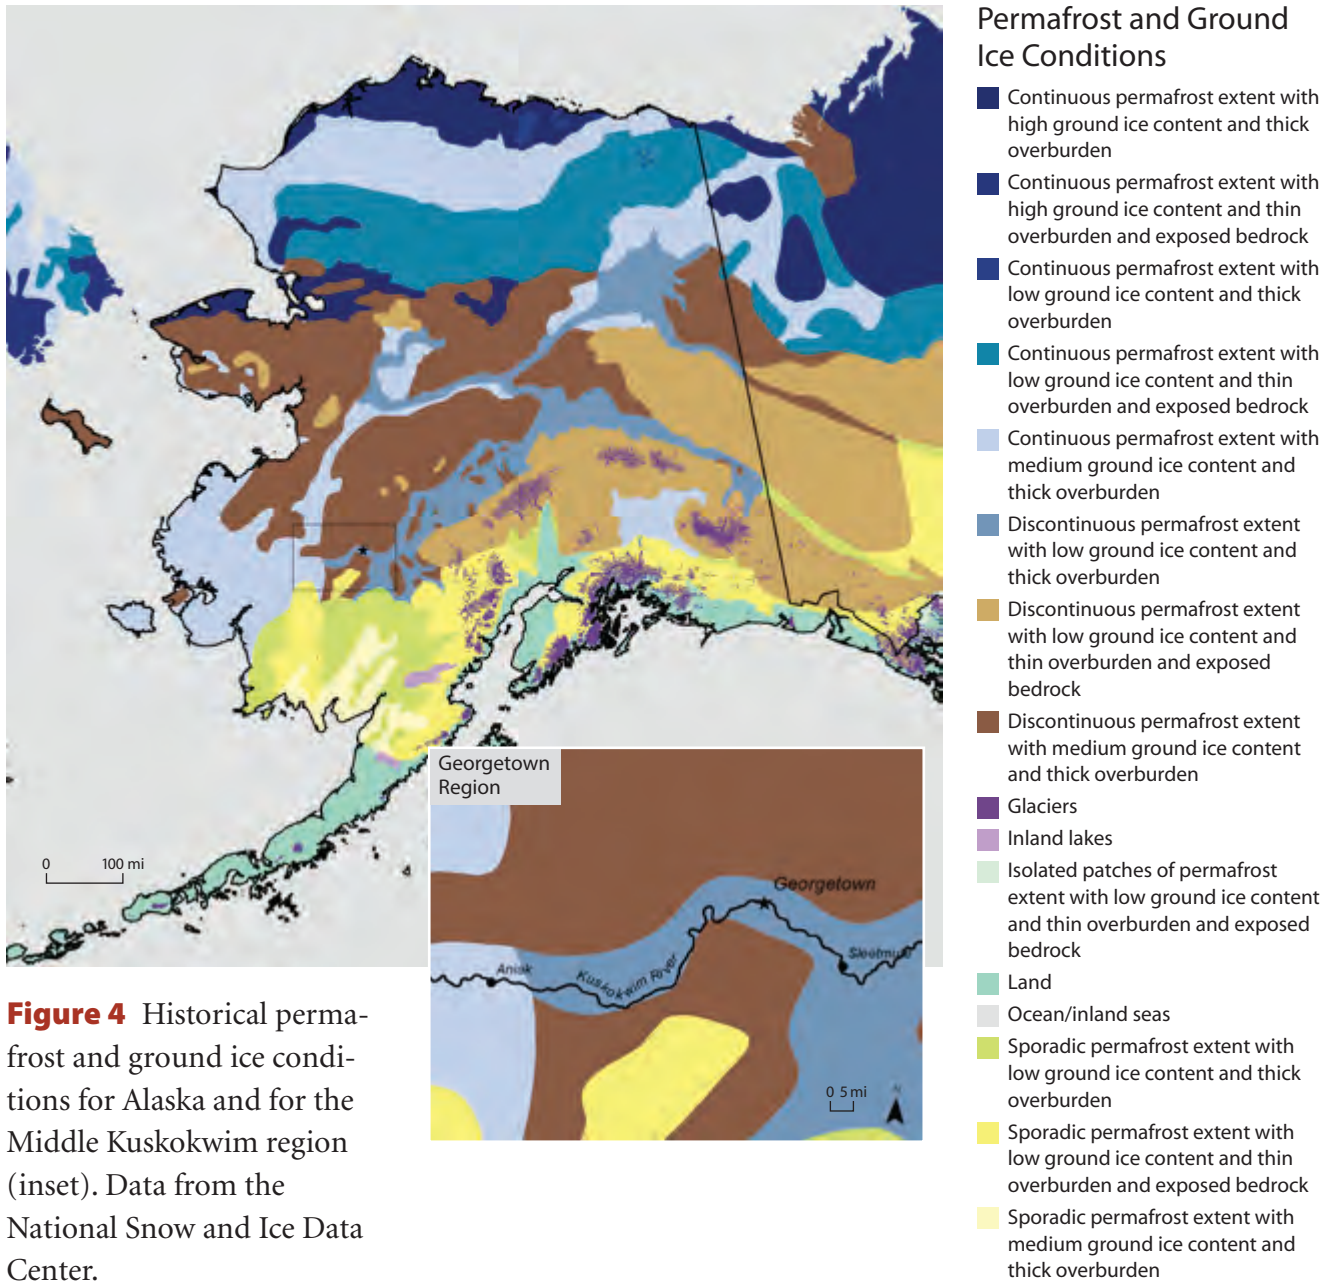 Permafrost and Ground
Ice Conditions
Continuous permafrost extent with
high ground ice content and thick
overburden
Continuous permafrost extent with
high ground ice content and thin
overburden and exposed bedrock
Continuous permafrost extent with
low ground ice content and thick
overburden
Continuous permafrost extent with
low ground ice content and thin
overburden and exposed bedrock
Continuous permafrost extent with
medium ground ice content and
thick overburden
Discontinuous permafrost extent
with low ground ice content and
thick overburden
Discontinuous permafrost extent
with low ground ice content and
thin overburden and exposed
bedrock
Discontinuous permafrost extent
with medium ground ice content
and thick overburden
Glaciers
Inland lakes
Isolated patches of permafrost
extent with low ground ice content
and thin overburden and exposed
bedrock
Land
Ocean/inland seas
Sporadic permafrost extent with
low ground ice content and thick
overburden
Sporadic permafrost extent with
low ground ice content and thin
overburden and exposed bedrock
Sporadic permafrost extent with
medium ground ice content and
thick overburden
0 100 mi
Georgetown
Region
Georgetown
Sleetmute
Aniak
Kuskokwim River
0 5 mi
N
Figure 4 Historical perma-
frost and ground ice condi-
tions for Alaska and for the
Middle Kuskokwim region
(inset). Data from the
National Snow and Ice Data
Center.